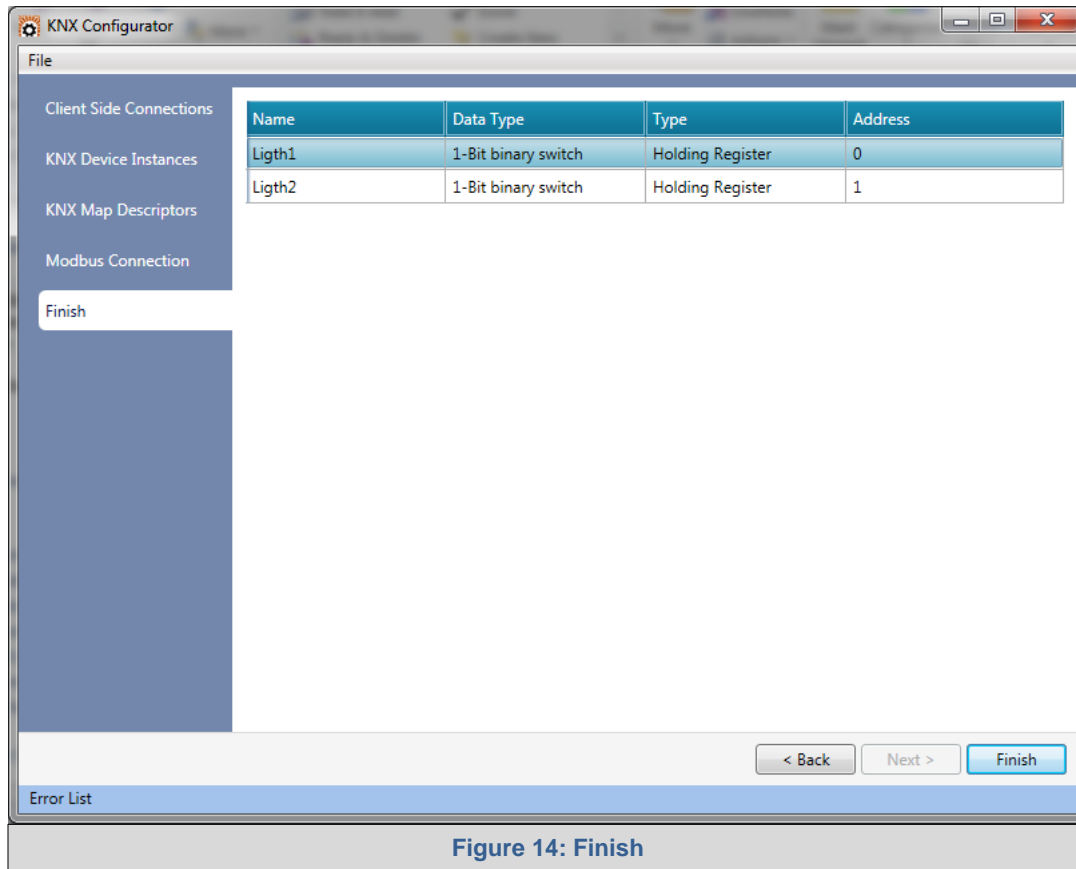 KNX Configurator
File
Client Side Connections
KNX Device Instances
KNX Map Descriptors
Modbus Connection
Finish
Name Data Type Type Address
Ligth1 1-Bit binary switch Holding Register 0
Ligth2 1-Bit binary switch Holding Register 1
< Back Next > Finish
Error List
Figure 14: Finish